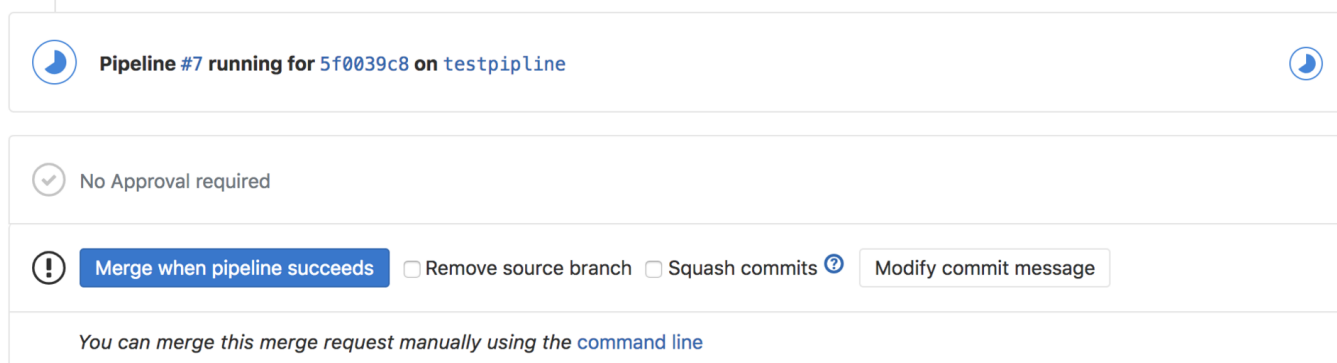 Pipeline #7 running for 5f0039c8 on testpipline
No Approval required
Merge when pipeline succeeds Remove source branch Squash commits ? Modify commit message
You can merge this merge request manually using the command line